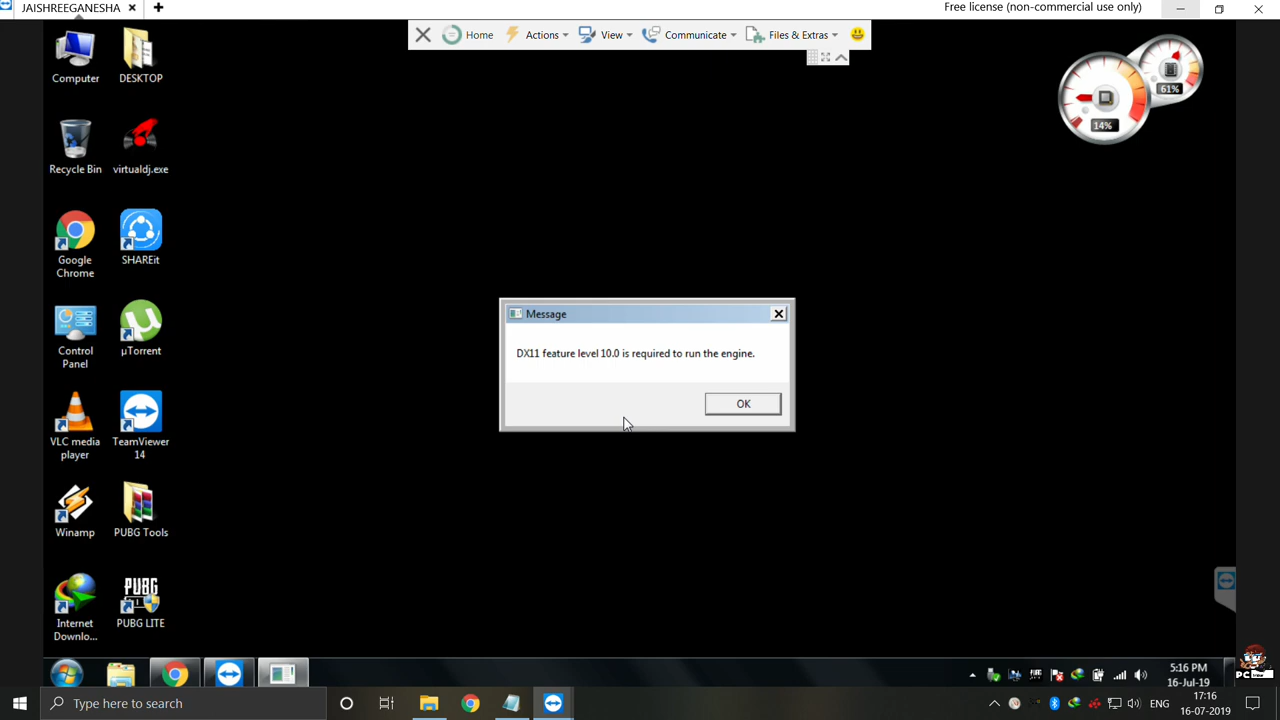 JAISHREEGANESHA
Free license (non-commercial use only)
Home
Actions
View
Communicate
Files & Extras
61%
14%
Computer
DESKTOP
Recycle Bin
virtualdj.exe
Google
Chrome
SHAREit
Control
Panel
µTorrent
VLC media
player
TeamViewer
14
Winamp
PUBG Tools
Internet
Downlo...
PUBG
LITE
PUBG LITE
Message
DX11 feature level 10.0 is required to run the engine.
OK
5:16 PM
16-Jul-19
Type here to search
ENG
17:16
16-07-2019